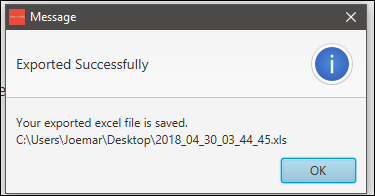 Message
Exported Successfully
Your exported excel file is saved.
C:\Users\Joemar\Desktop\2018_04_30_03_44_45.xls
OK